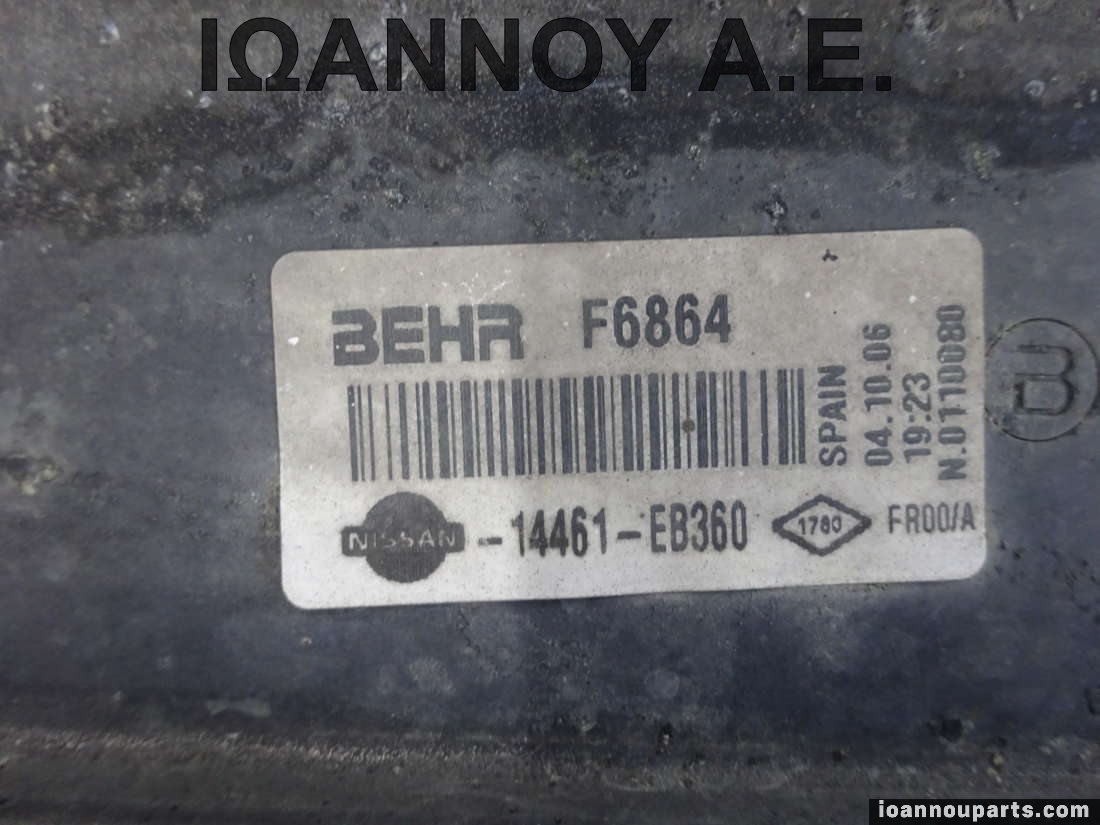 ΙΩΑΝΝΟΥ Α.Ε.
BEHR F6864
SPAIN
04.10.06
19:23
N.0110080
NISSAN -14461-EB360 1780 FR00/A
ioannouparts.com